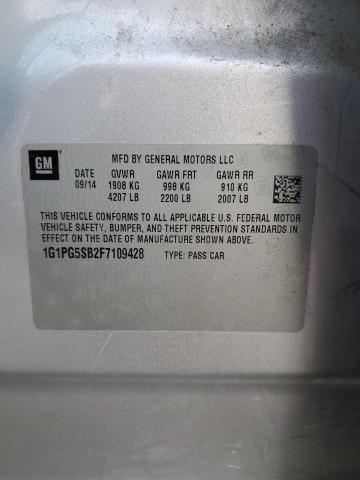 GM
MFD BY GENERAL MOTORS LLC
DATE GVWR GAWR FRT GAWR RR
09/14 1908 KG 998 KG 910 KG
4207 LB 2200 LB 2007 LB
THIS VEHICLE CONFORMS TO ALL APPLICABLE U.S. FEDERAL MOTOR
VEHICLE SAFETY, BUMPER, AND THEFT PREVENTION STANDARDS
IN EFFECT ON THE DATE OF MANUFACTURE SHOWN ABOVE.
1G1PG5SB2F7109428 TYPE: PASS CAR